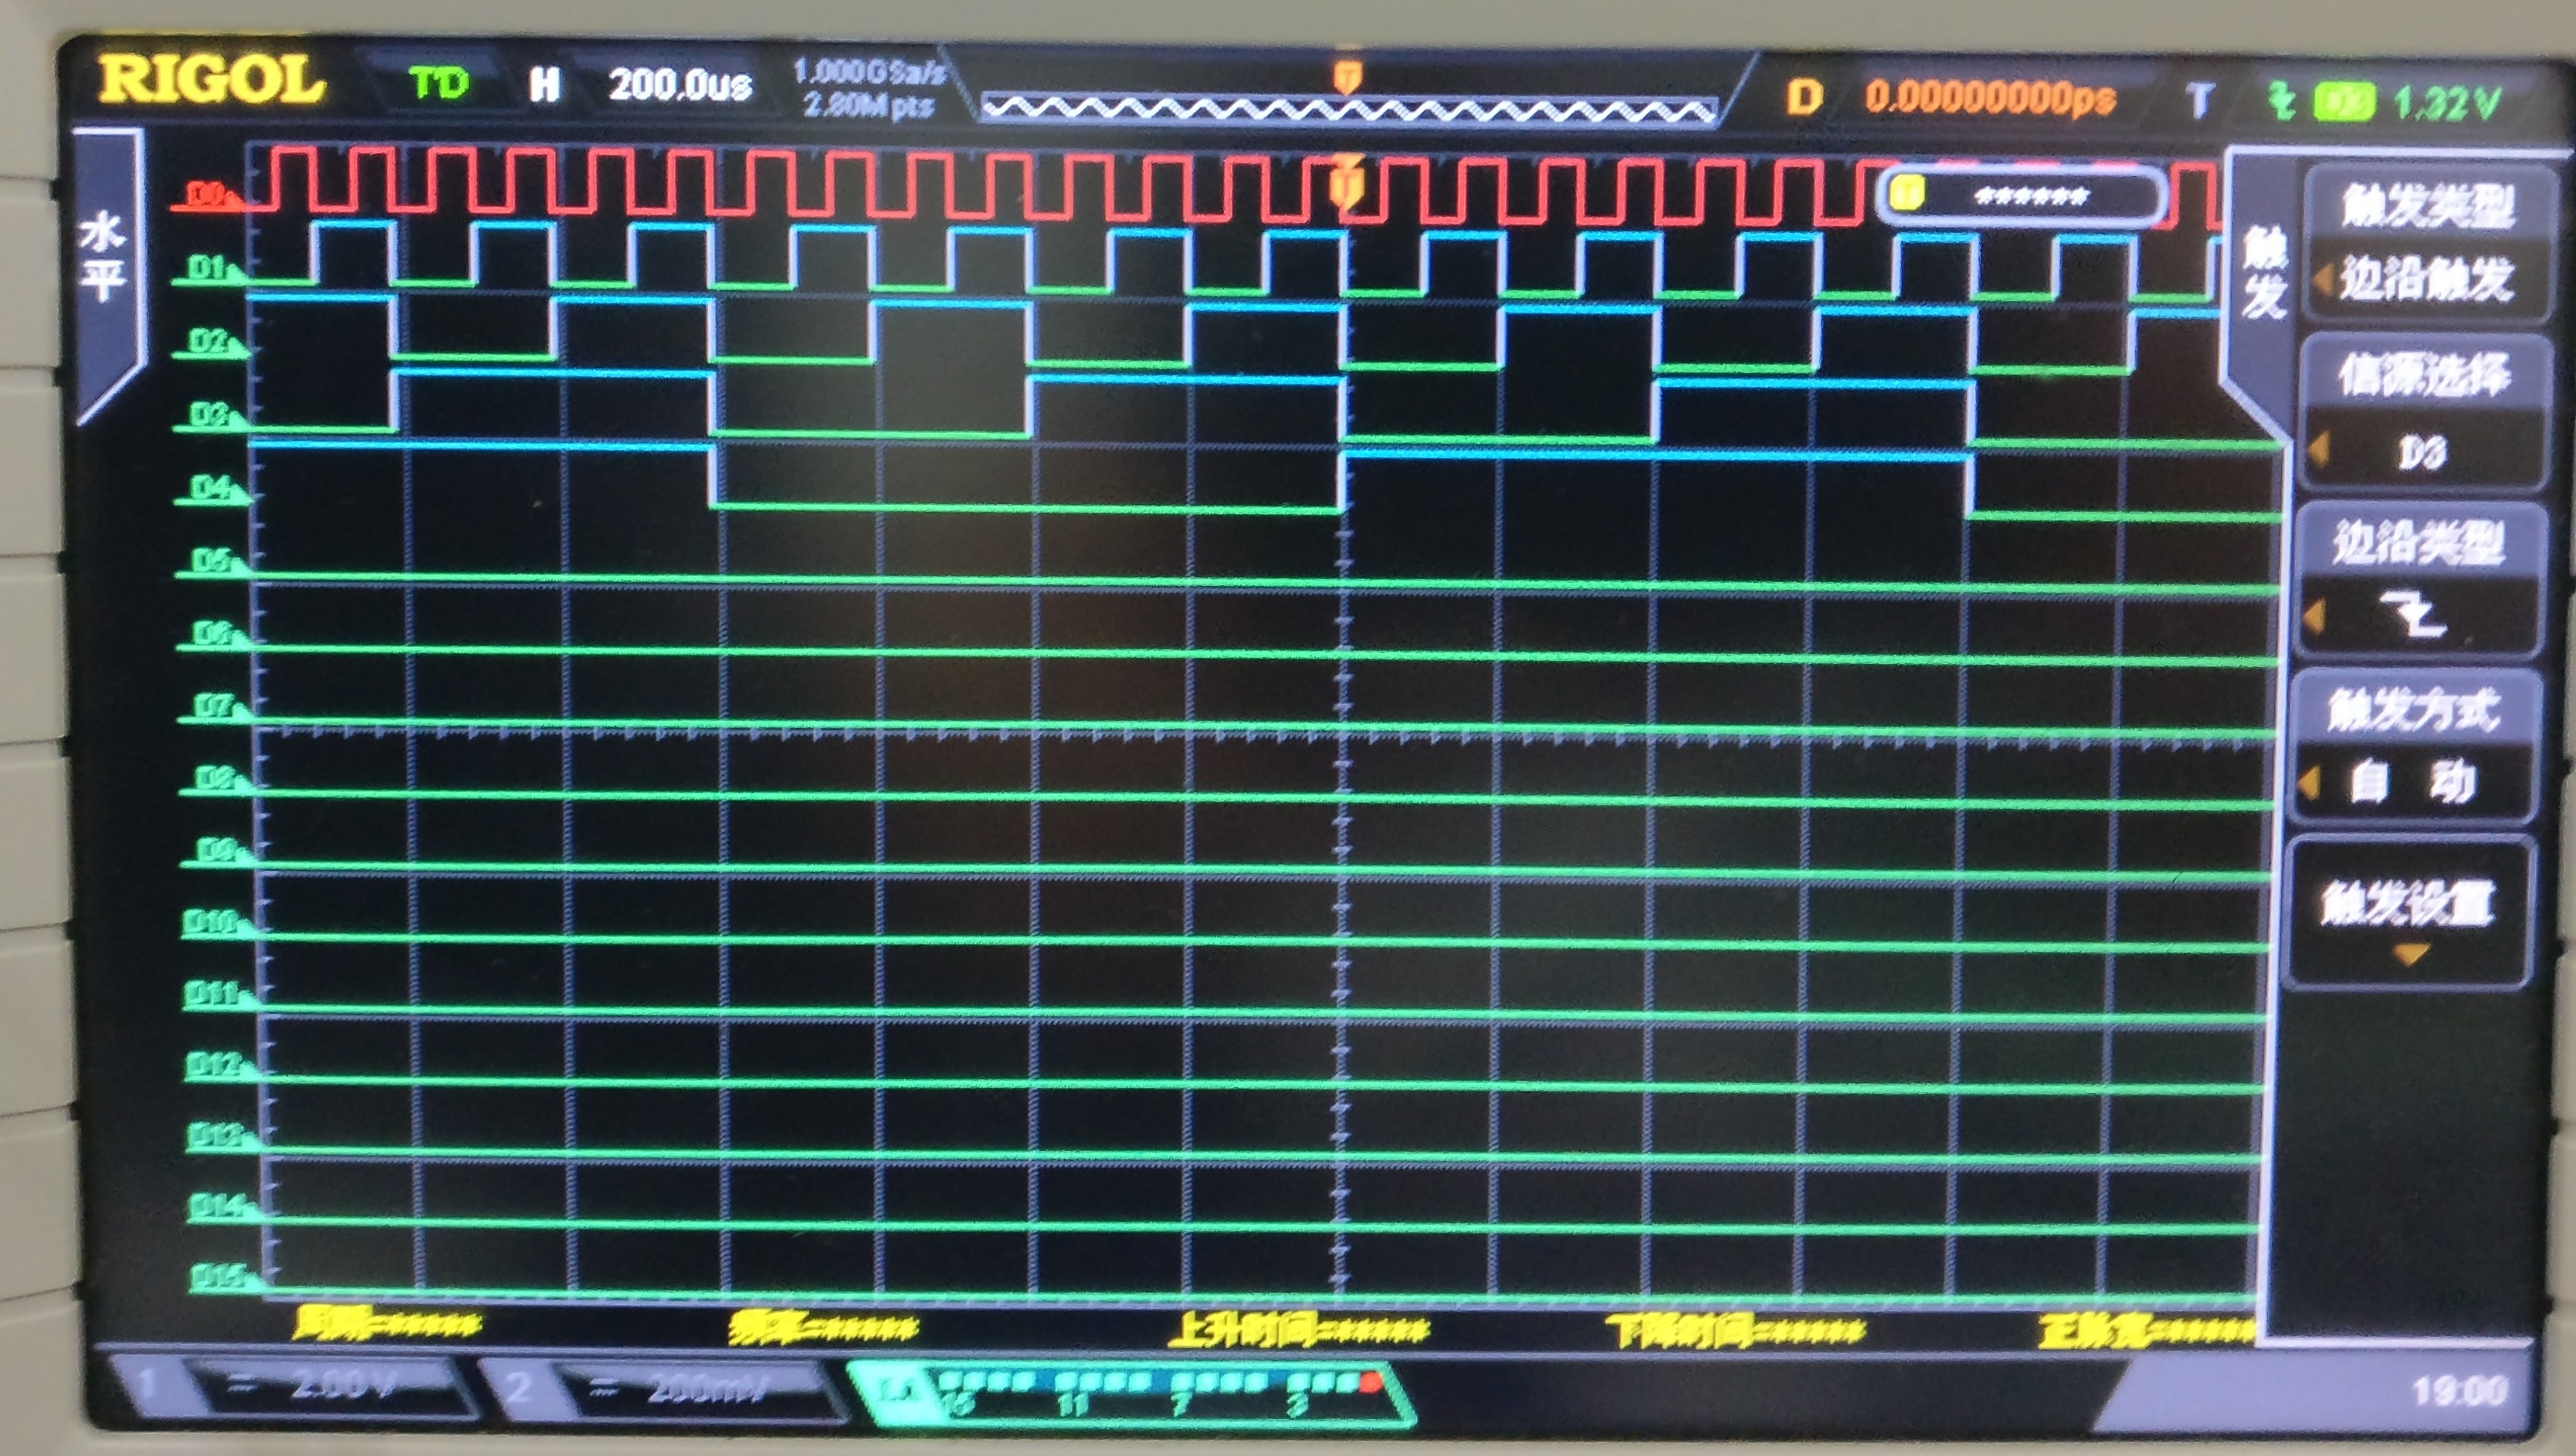 RIGOL
T'D H 200.0us
1.000GSa/s
2.80M pts
D 0.00000000ps
T 1.32V
水平
T
******
触发
触发类型
边沿触发
信源选择
D3
边沿类型
触发方式
自 动
触发设置
D0
D1
D2
D3
D4
D5
D6
D7
D8
D9
D10
D11
D12
D13
D14
D15
周期=***** 频率=***** 上升时间=***** 下降时间=***** 正脉宽=*****
1 = 2.00V
2 = 200mV
15 11 7 3
19:00